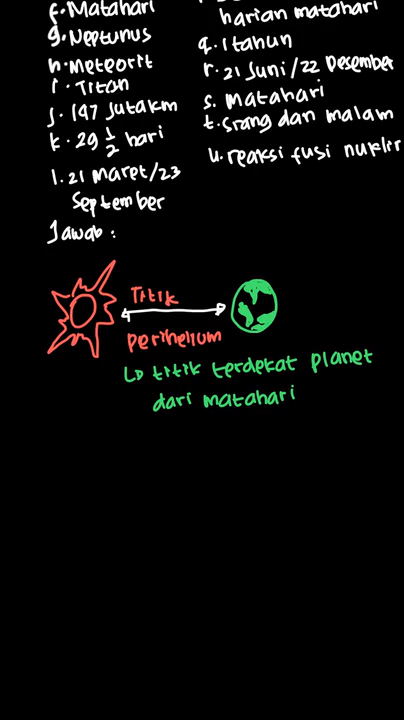 f. Matahari
g. Neptunus
h. Meteorit
i. Titan
j. 147 juta km
k. 29 1/2 hari
l. 21 maret/23
September
harian matahari
q. 1 tahun
r. 21 Juni/22 Desember
s. Matahari
t. siang dan malam
u. reaksi fusi nuklir
Jawab :
Titik
perihelium
↳ titik terdekat planet
dari matahari